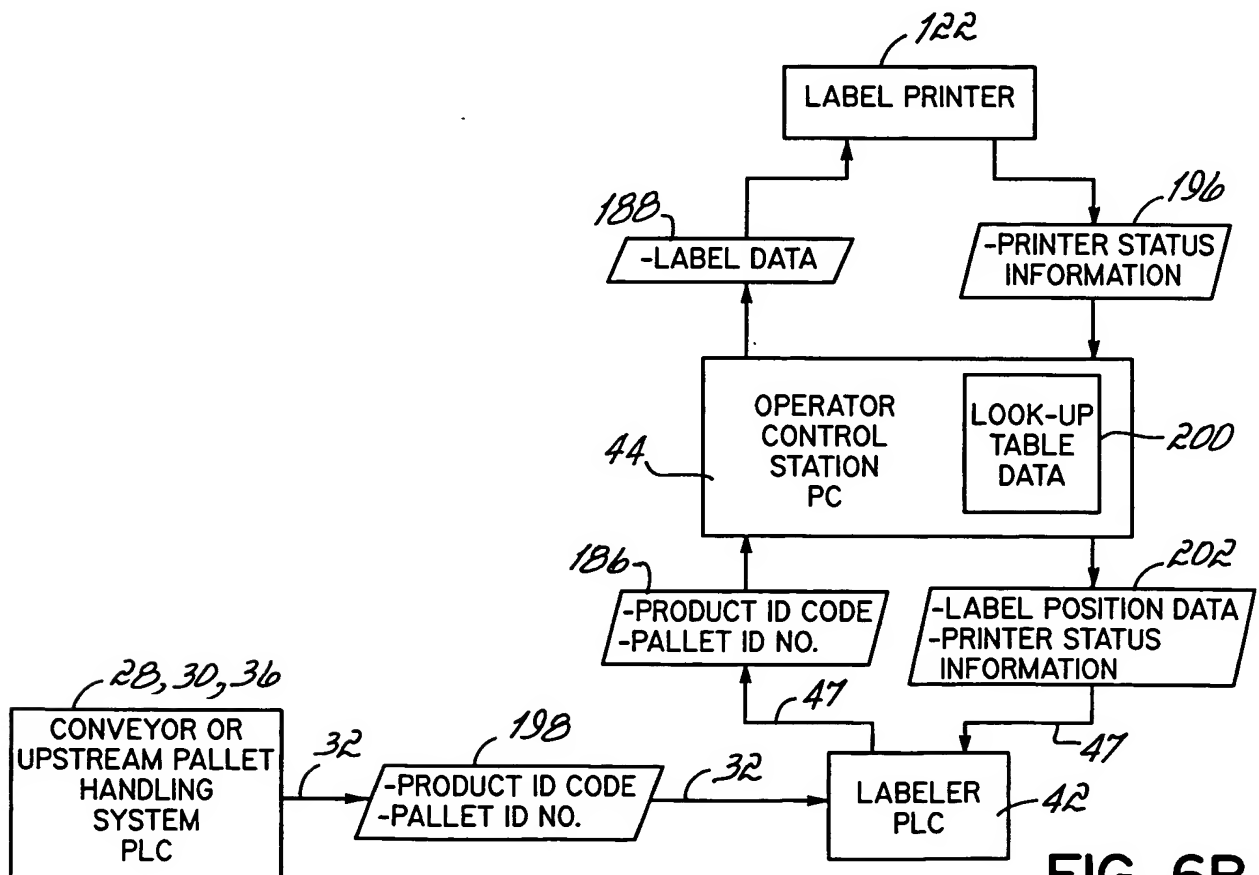 122
LABEL PRINTER
188
-LABEL DATA
196
-PRINTER STATUS
INFORMATION
44
OPERATOR
CONTROL
STATION
PC
LOOK-UP
TABLE
DATA
200
186
-PRODUCT ID CODE
-PALLET ID NO.
202
-LABEL POSITION DATA
-PRINTER STATUS
INFORMATION
47
47
28, 30, 36
CONVEYOR OR
UPSTREAM PALLET
HANDLING
SYSTEM
PLC
32
198
-PRODUCT ID CODE
-PALLET ID NO.
32
LABELER
PLC
42
FIG. 6B